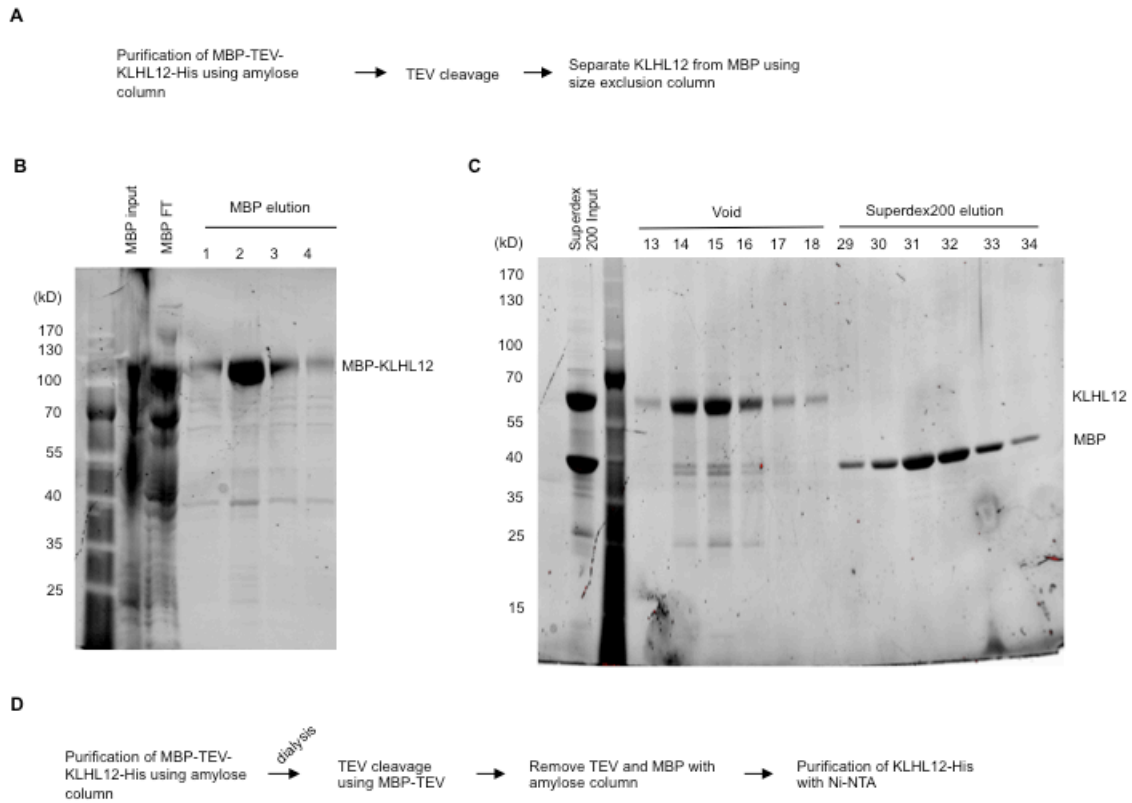 A
Purification of MBP-TEV-
KLHL12-His using amylose
column
TEV cleavage
Separate KLHL12 from MBP using
size exclusion column
B
MBP input
MBP FT
MBP elution
1 2 3 4
(kD)
170
130
100
70
55
40
35
25
MBP-KLHL12
C
Superdex
200 Input
Void
Superdex200 elution
(kD)
13 14 15 16 17 18 29 30 31 32 33 34
170
130
100
70
55
40
35
25
15
KLHL12
MBP
D
Purification of MBP-TEV-
KLHL12-His using amylose
column
dialysis
TEV cleavage
using MBP-TEV
Remove TEV and MBP with
amylose column
Purification of KLHL12-His
with Ni-NTA